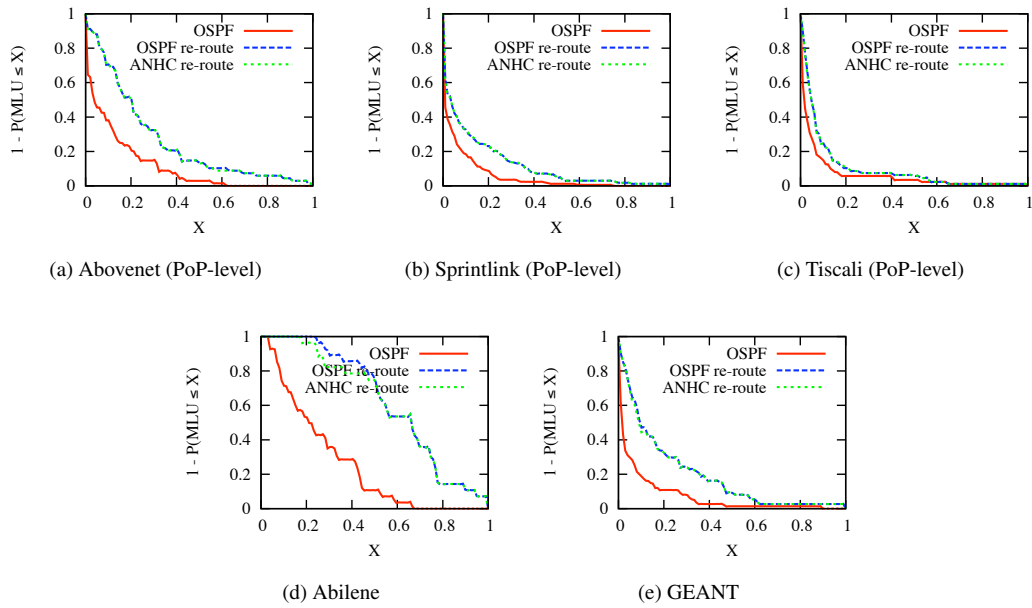 1 - P(MLU ≤ X)
1
0.8
0.6
0.4
0.2
0
OSPF
OSPF re-route
ANHC re-route
0 0.2 0.4 0.6 0.8 1
X
(a) Abovenet (PoP-level)
1 - P(MLU ≤ X)
1
0.8
0.6
0.4
0.2
0
OSPF
OSPF re-route
ANHC re-route
0 0.2 0.4 0.6 0.8 1
X
(b) Sprintlink (PoP-level)
1 - P(MLU ≤ X)
1
0.8
0.6
0.4
0.2
0
OSPF
OSPF re-route
ANHC re-route
0 0.2 0.4 0.6 0.8 1
X
(c) Tiscali (PoP-level)
1 - P(MLU ≤ X)
1
0.8
0.6
0.4
0.2
0
OSPF
OSPF re-route
ANHC re-route
0 0.2 0.4 0.6 0.8 1
X
(d) Abilene
1 - P(MLU ≤ X)
1
0.8
0.6
0.4
0.2
0
OSPF
OSPF re-route
ANHC re-route
0 0.2 0.4 0.6 0.8 1
X
(e) GEANT